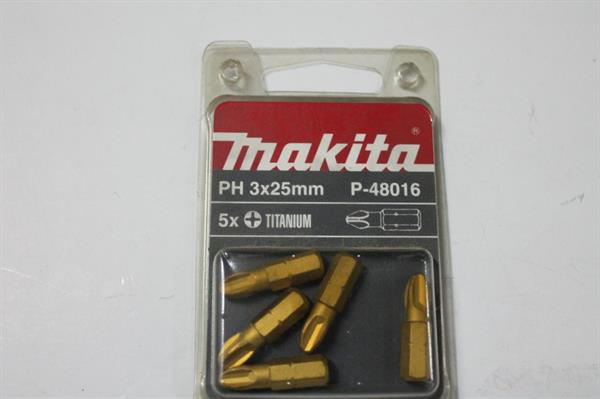 makita®
PH 3x25mm P-48016
5x TITANIUM